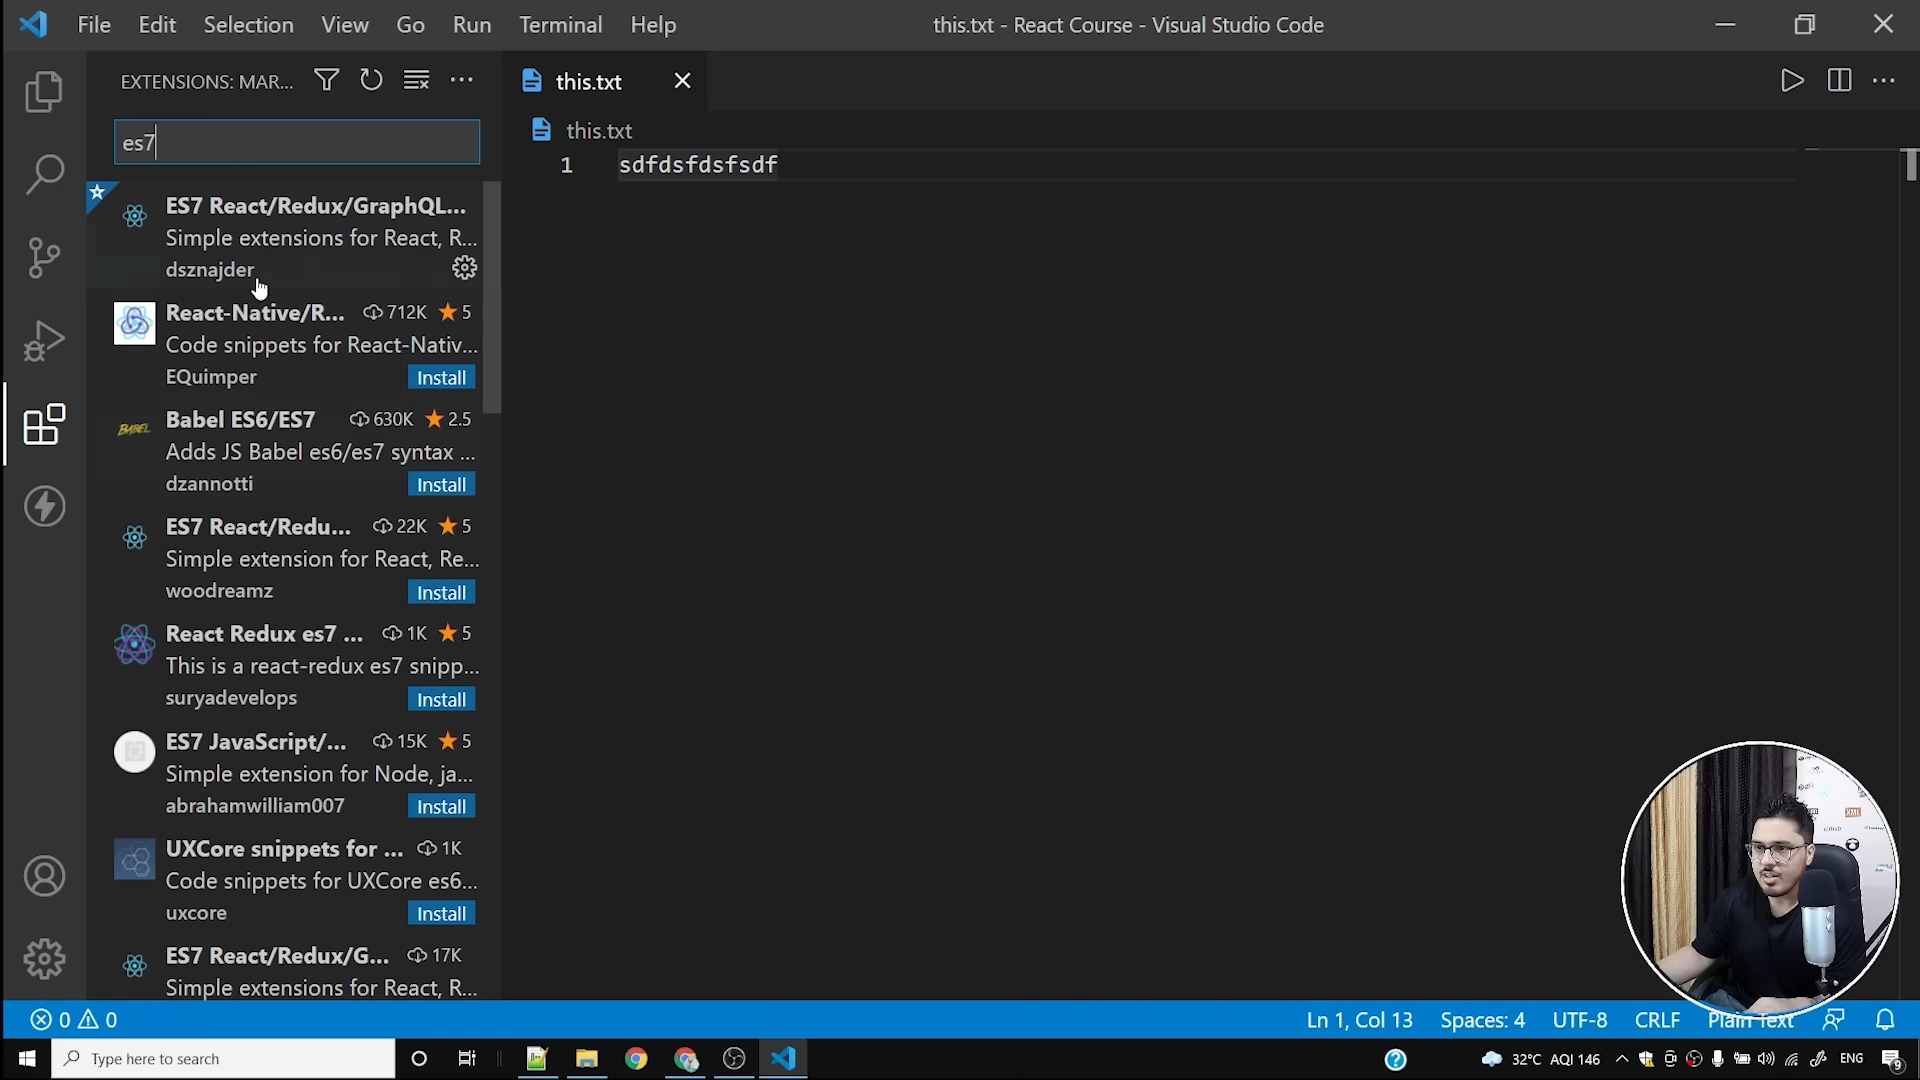 File Edit Selection View Go Run Terminal Help
this.txt - React Course - Visual Studio Code
EXTENSIONS: MAR...
this.txt
es7
this.txt
1 sdfdsfdsfsdf
ES7 React/Redux/GraphQL...
Simple extensions for React, R...
dsznajder
React-Native/R... 712K 5
Code snippets for React-Nativ...
EQuimper Install
BABEL
Babel ES6/ES7 630K 2.5
Adds JS Babel es6/es7 syntax ...
dzannotti Install
ES7 React/Redu... 22K 5
Simple extension for React, Re...
woodreamz Install
React Redux es7 ... 1K 5
This is a react-redux es7 snipp...
suryadevelops Install
ES7 JavaScript/... 15K 5
Simple extension for Node, ja...
abrahamwilliam007 Install
UXCore snippets for ... 1K
Code snippets for UXCore es6...
uxcore Install
ES7 React/Redux/G... 17K
Simple extensions for React, R...
0 0
Ln 1, Col 13 Spaces: 4 UTF-8 CRLF Plain Text
Type here to search
32°C AQI 146 ENG 9